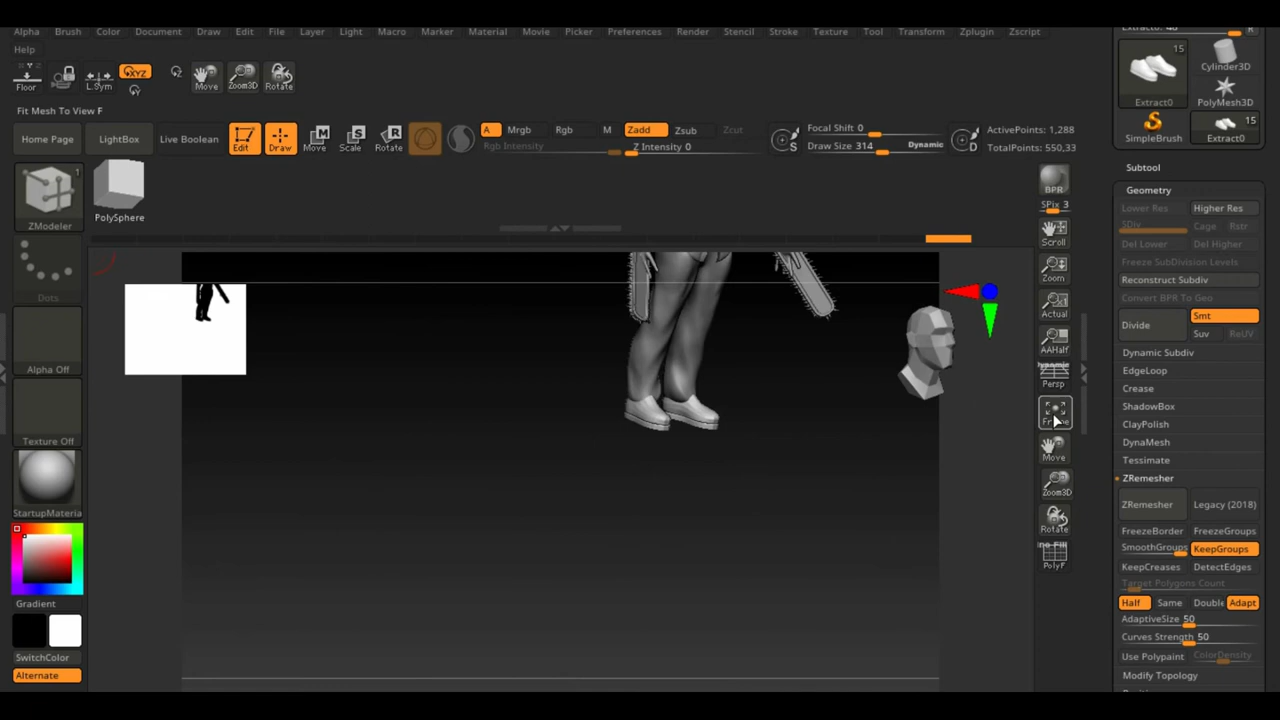 Alpha Brush Color Document Draw Edit File Layer Light Macro Marker Material Movie Picker Preferences Render Stencil Stroke Texture Tool Transform Zplugin Zscript
Help
Floor L.Sym XYZ Move Zoom3D Rotate
Fit Mesh To View F
Home Page LightBox Live Boolean Edit Draw Move Scale Rotate
A Mrgb Rgb M Zadd Zsub Zcut
Rgb Intensity Z Intensity 0
Focal Shift 0
Draw Size 314 Dynamic
ActivePoints: 1,288
TotalPoints: 550,33
ZModeler
1
PolySphere
Dots
Alpha Off
Texture Off
StartupMateria
Gradient
SwitchColor
Alternate
BPR
SPix 3
Scroll
Zoom
Actual
AAHalf
Dynamic
Persp
Move
Zoom3D
Rotate
PolyF
15
Extract0
Cylinder3D
PolyMesh3D
SimpleBrush
15
Extract0
Subtool
Geometry
Lower Res Higher Res
SDiv Cage Rstr
Del Lower Del Higher
Freeze SubDivision Levels
Reconstruct Subdiv
Convert BPR To Geo
Divide Smt
Suv ReUV
Dynamic Subdiv
EdgeLoop
Crease
ShadowBox
ClayPolish
DynaMesh
Tessimate
ZRemesher
ZRemesher Legacy (2018)
FreezeBorder FreezeGroups
SmoothGroups KeepGroups
KeepCreases DetectEdges
Target Polygons Count
Half Same Double Adapt
AdaptiveSize 50
Curves Strength 50
Use Polypaint ColorDensity
Modify Topology